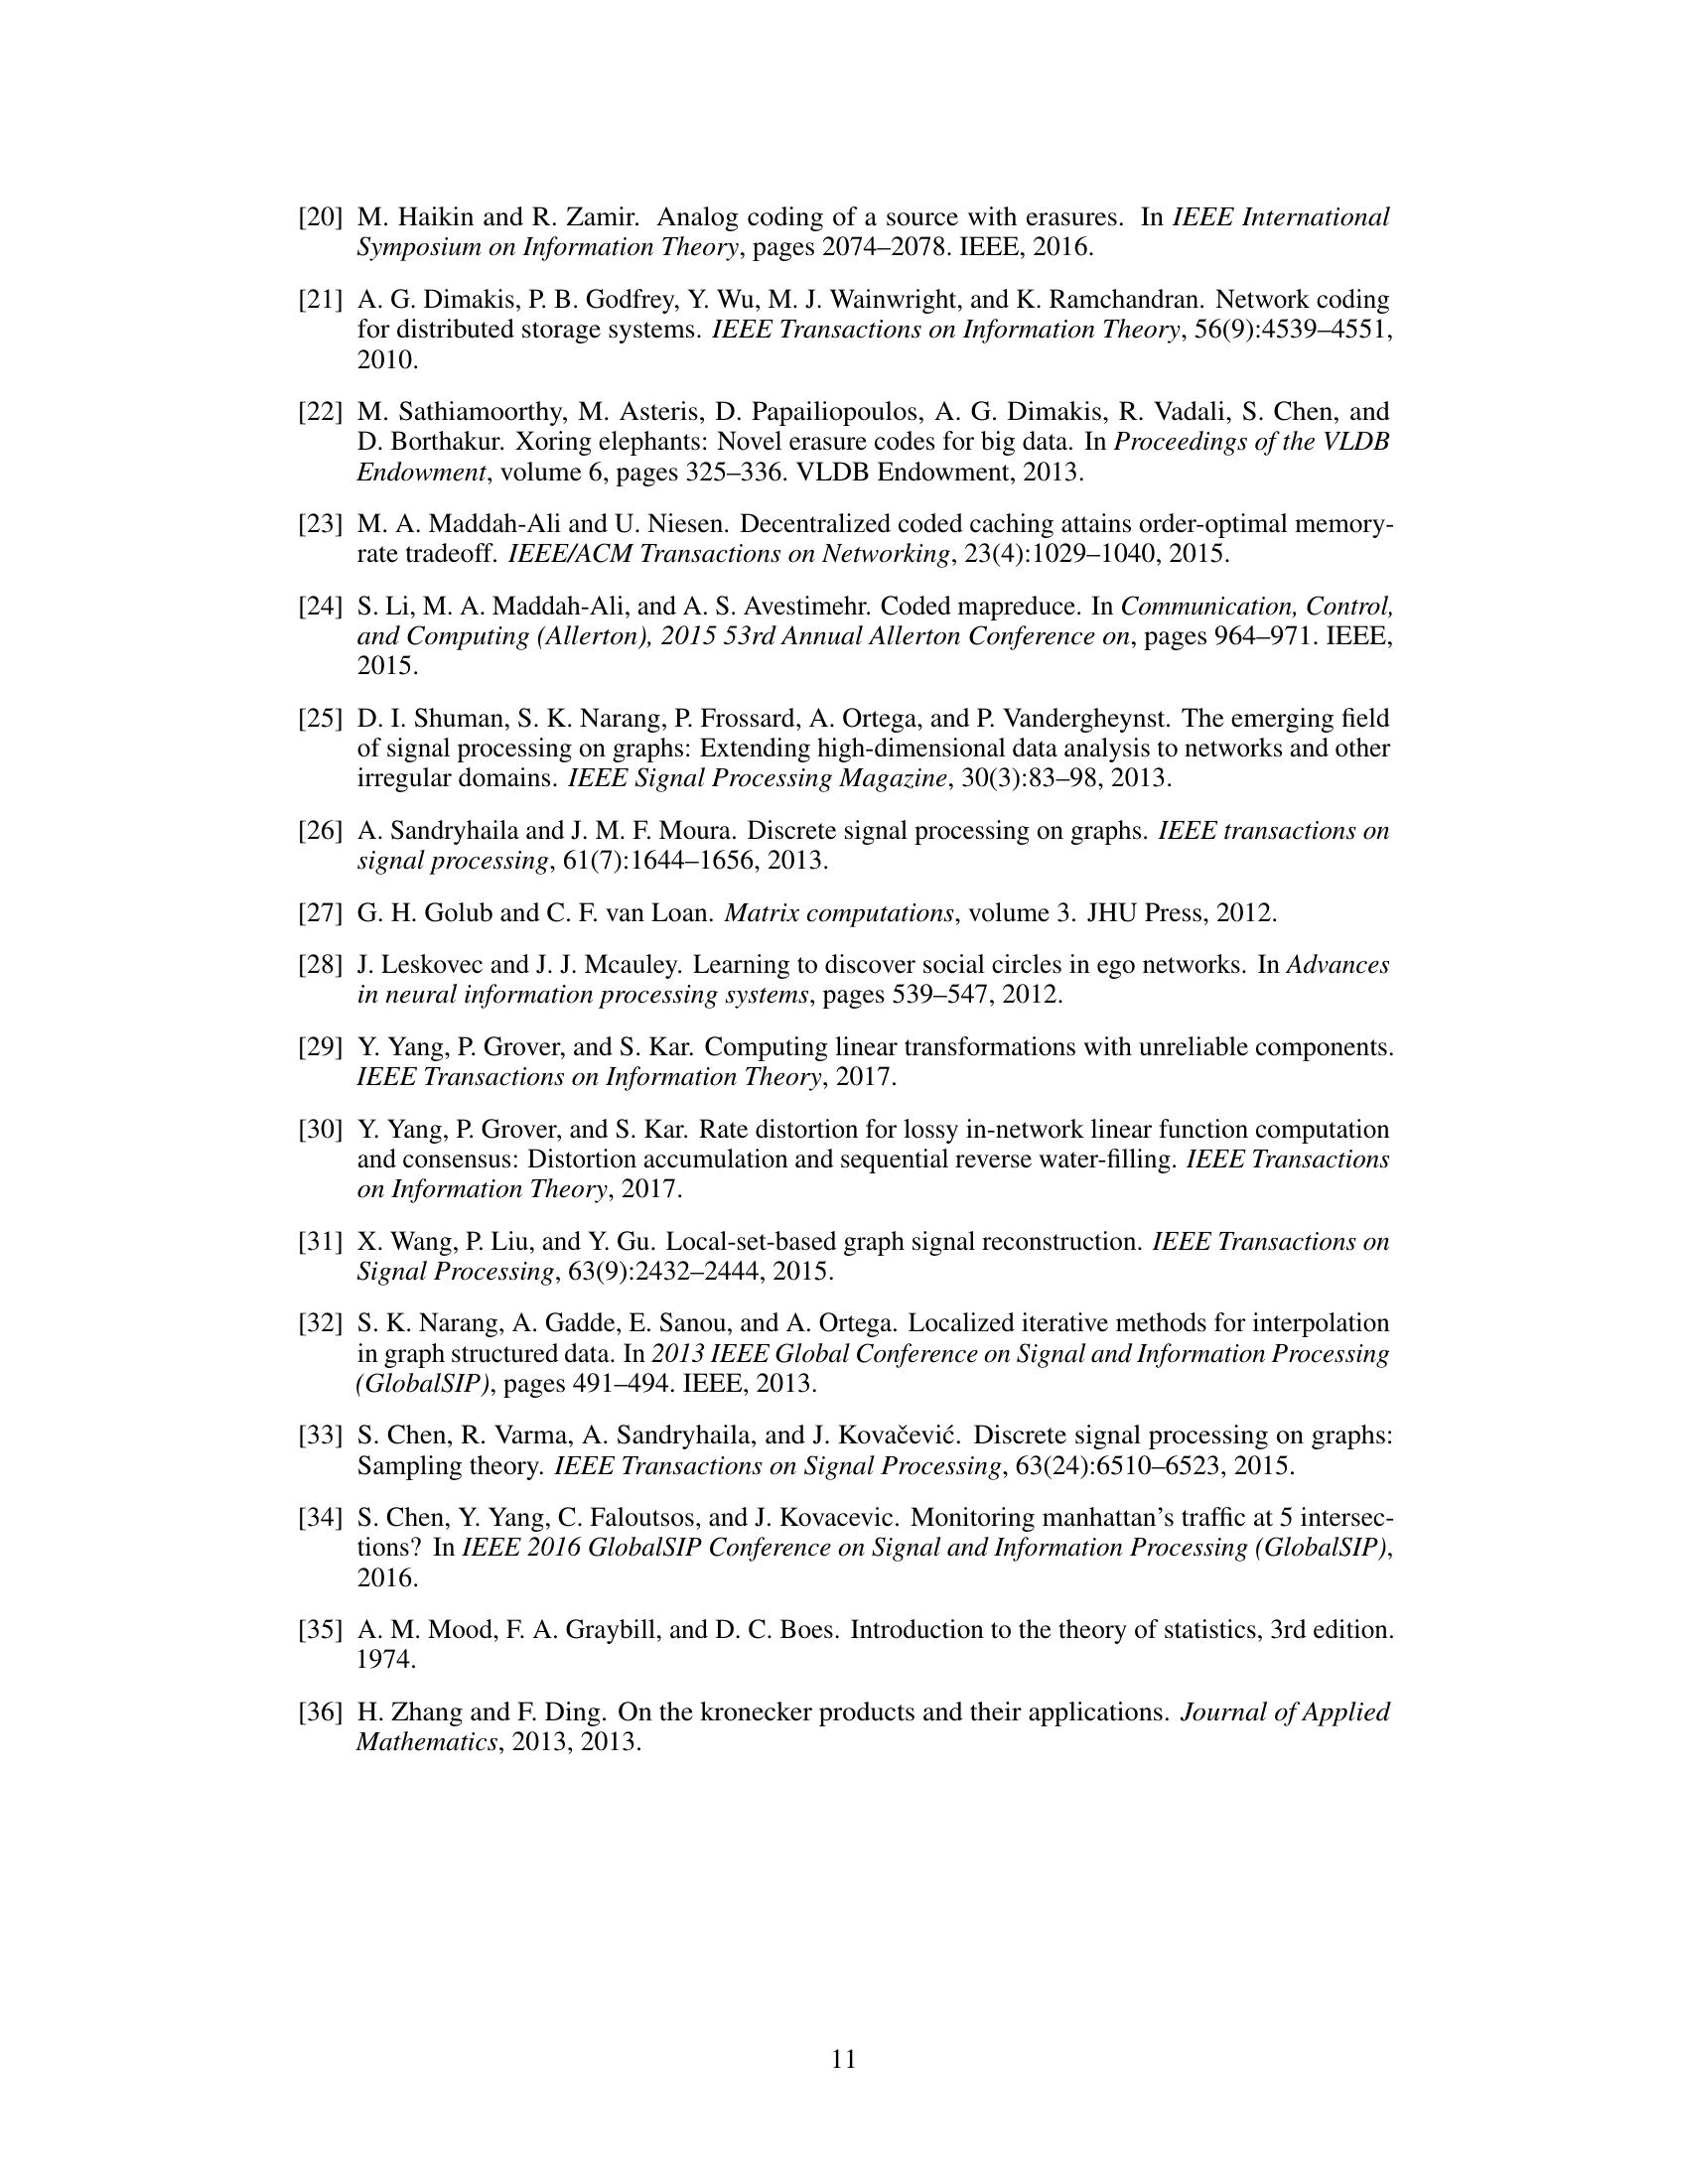 [20] M. Haikin and R. Zamir. Analog coding of a source with erasures. In IEEE International
Symposium on Information Theory, pages 2074–2078. IEEE, 2016.
[21] A. G. Dimakis, P. B. Godfrey, Y. Wu, M. J. Wainwright, and K. Ramchandran. Network coding
for distributed storage systems. IEEE Transactions on Information Theory, 56(9):4539–4551,
2010.
[22] M. Sathiamoorthy, M. Asteris, D. Papailiopoulos, A. G. Dimakis, R. Vadali, S. Chen, and
D. Borthakur. Xoring elephants: Novel erasure codes for big data. In Proceedings of the VLDB
Endowment, volume 6, pages 325–336. VLDB Endowment, 2013.
[23] M. A. Maddah-Ali and U. Niesen. Decentralized coded caching attains order-optimal memory-
rate tradeoff. IEEE/ACM Transactions on Networking, 23(4):1029–1040, 2015.
[24] S. Li, M. A. Maddah-Ali, and A. S. Avestimehr. Coded mapreduce. In Communication, Control,
and Computing (Allerton), 2015 53rd Annual Allerton Conference on, pages 964–971. IEEE,
2015.
[25] D. I. Shuman, S. K. Narang, P. Frossard, A. Ortega, and P. Vandergheynst. The emerging field
of signal processing on graphs: Extending high-dimensional data analysis to networks and other
irregular domains. IEEE Signal Processing Magazine, 30(3):83–98, 2013.
[26] A. Sandryhaila and J. M. F. Moura. Discrete signal processing on graphs. IEEE transactions on
signal processing, 61(7):1644–1656, 2013.
[27] G. H. Golub and C. F. van Loan. Matrix computations, volume 3. JHU Press, 2012.
[28] J. Leskovec and J. J. Mcauley. Learning to discover social circles in ego networks. In Advances
in neural information processing systems, pages 539–547, 2012.
[29] Y. Yang, P. Grover, and S. Kar. Computing linear transformations with unreliable components.
IEEE Transactions on Information Theory, 2017.
[30] Y. Yang, P. Grover, and S. Kar. Rate distortion for lossy in-network linear function computation
and consensus: Distortion accumulation and sequential reverse water-filling. IEEE Transactions
on Information Theory, 2017.
[31] X. Wang, P. Liu, and Y. Gu. Local-set-based graph signal reconstruction. IEEE Transactions on
Signal Processing, 63(9):2432–2444, 2015.
[32] S. K. Narang, A. Gadde, E. Sanou, and A. Ortega. Localized iterative methods for interpolation
in graph structured data. In 2013 IEEE Global Conference on Signal and Information Processing
(GlobalSIP), pages 491–494. IEEE, 2013.
[33] S. Chen, R. Varma, A. Sandryhaila, and J. Kovačević. Discrete signal processing on graphs:
Sampling theory. IEEE Transactions on Signal Processing, 63(24):6510–6523, 2015.
[34] S. Chen, Y. Yang, C. Faloutsos, and J. Kovacevic. Monitoring manhattan’s traffic at 5 intersec-
tions? In IEEE 2016 GlobalSIP Conference on Signal and Information Processing (GlobalSIP),
2016.
[35] A. M. Mood, F. A. Graybill, and D. C. Boes. Introduction to the theory of statistics, 3rd edition.
1974.
[36] H. Zhang and F. Ding. On the kronecker products and their applications. Journal of Applied
Mathematics, 2013, 2013.
11